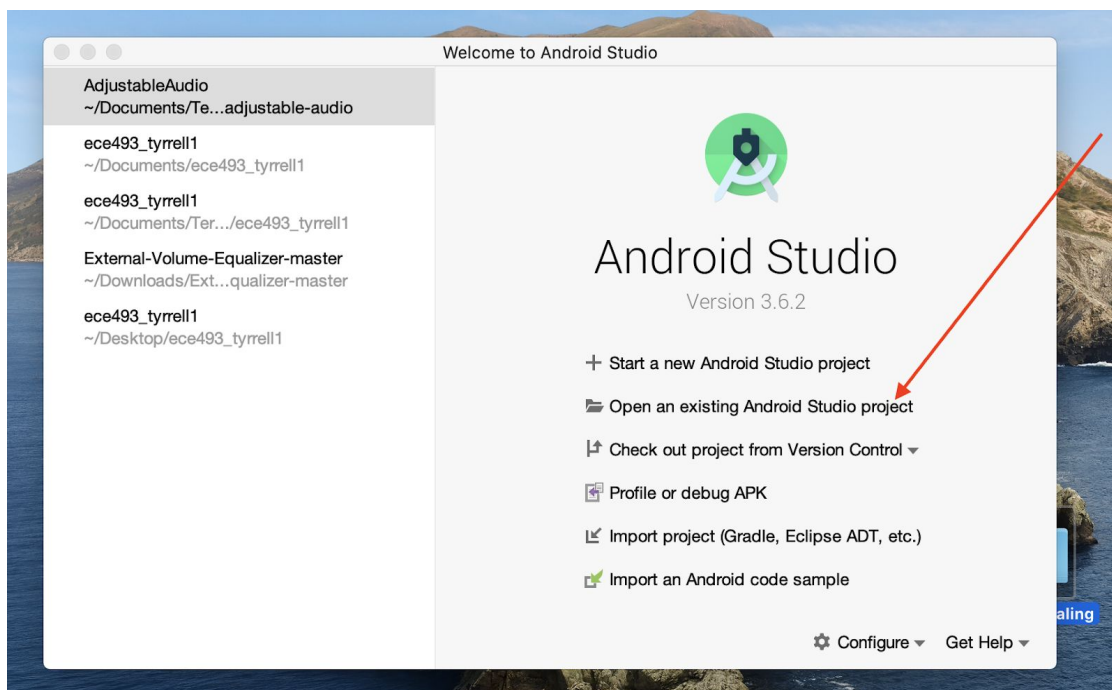 Welcome to Android Studio
AdjustableAudio
~/Documents/Te...adjustable-audio
ece493_tyrrell1
~/Documents/ece493_tyrrell1
ece493_tyrrell1
~/Documents/Ter.../ece493_tyrrell1
External-Volume-Equalizer-master
~/Downloads/Ext...qualizer-master
ece493_tyrrell1
~/Desktop/ece493_tyrrell1
Android Studio
Version 3.6.2
Start a new Android Studio project
Open an existing Android Studio project
Check out project from Version Control
Profile or debug APK
Import project (Gradle, Eclipse ADT, etc.)
Import an Android code sample
aling
Configure
Get Help